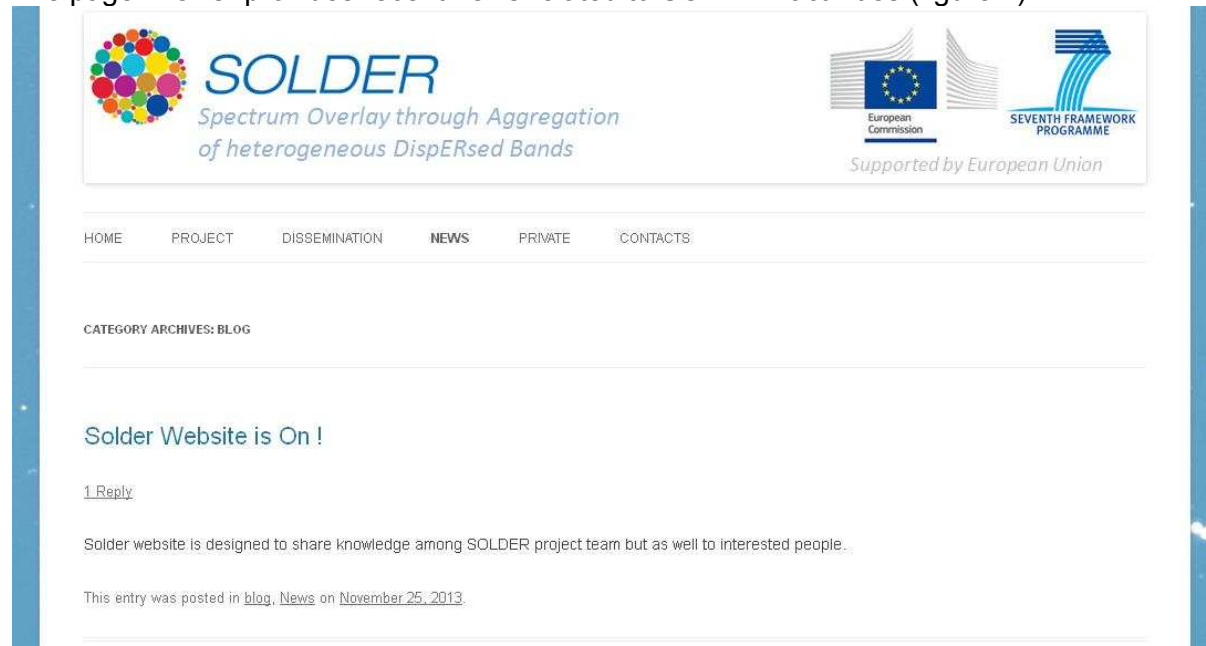 SOLDER
Spectrum Overlay through Aggregation
of heterogeneous DispERsed Bands
European
Commission
SEVENTH FRAMEWORK
PROGRAMME
Supported by European Union
HOME PROJECT DISSEMINATION NEWS PRIVATE CONTACTS
CATEGORY ARCHIVES: BLOG
Solder Website is On !
1 Reply
Solder website is designed to share knowledge among SOLDER project team but as well to interested people.
This entry was posted in blog, News on November 25, 2013.